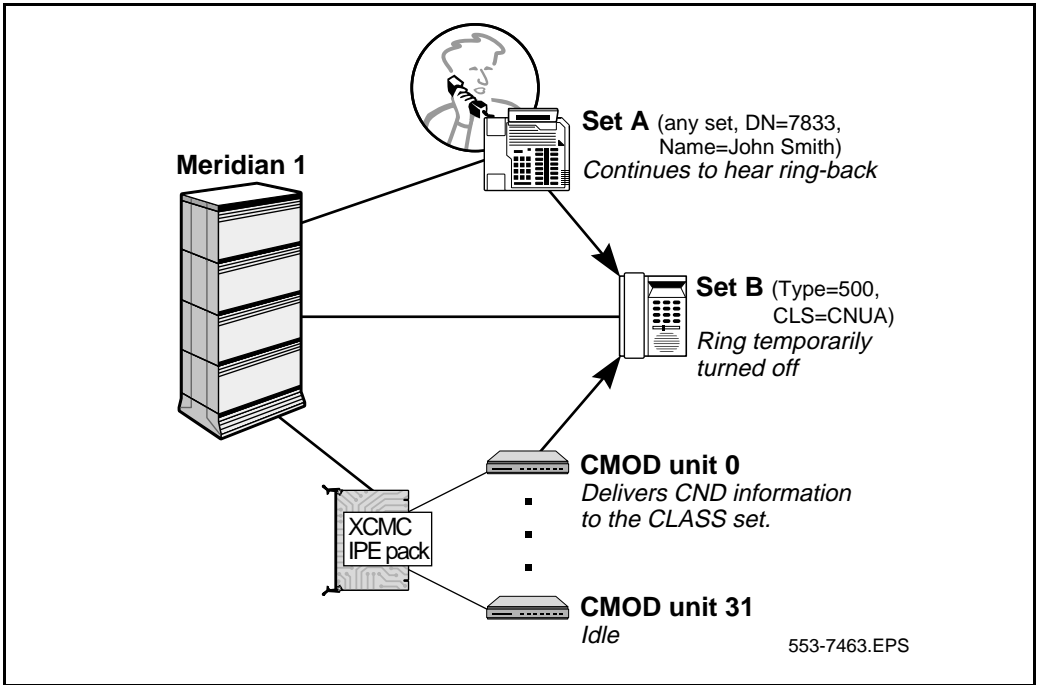 Meridian 1
Set A (any set, DN=7833,
Name=John Smith)
Continues to hear ring-back
Set B (Type=500,
CLS=CNUA)
Ring temporarily
turned off
CMOD unit 0
Delivers CND information
to the CLASS set.
XCMC
IPE pack
CMOD unit 31
Idle
553-7463.EPS